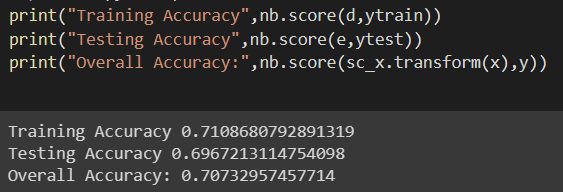 print("Training Accuracy",nb.score(d,ytrain))
print("Testing Accuracy",nb.score(e,ytest))
print("Overall Accuracy:",nb.score(sc_x.transform(x),y))
Training Accuracy 0.7108680792891319
Testing Accuracy 0.6967213114754098
Overall Accuracy: 0.70732957457714